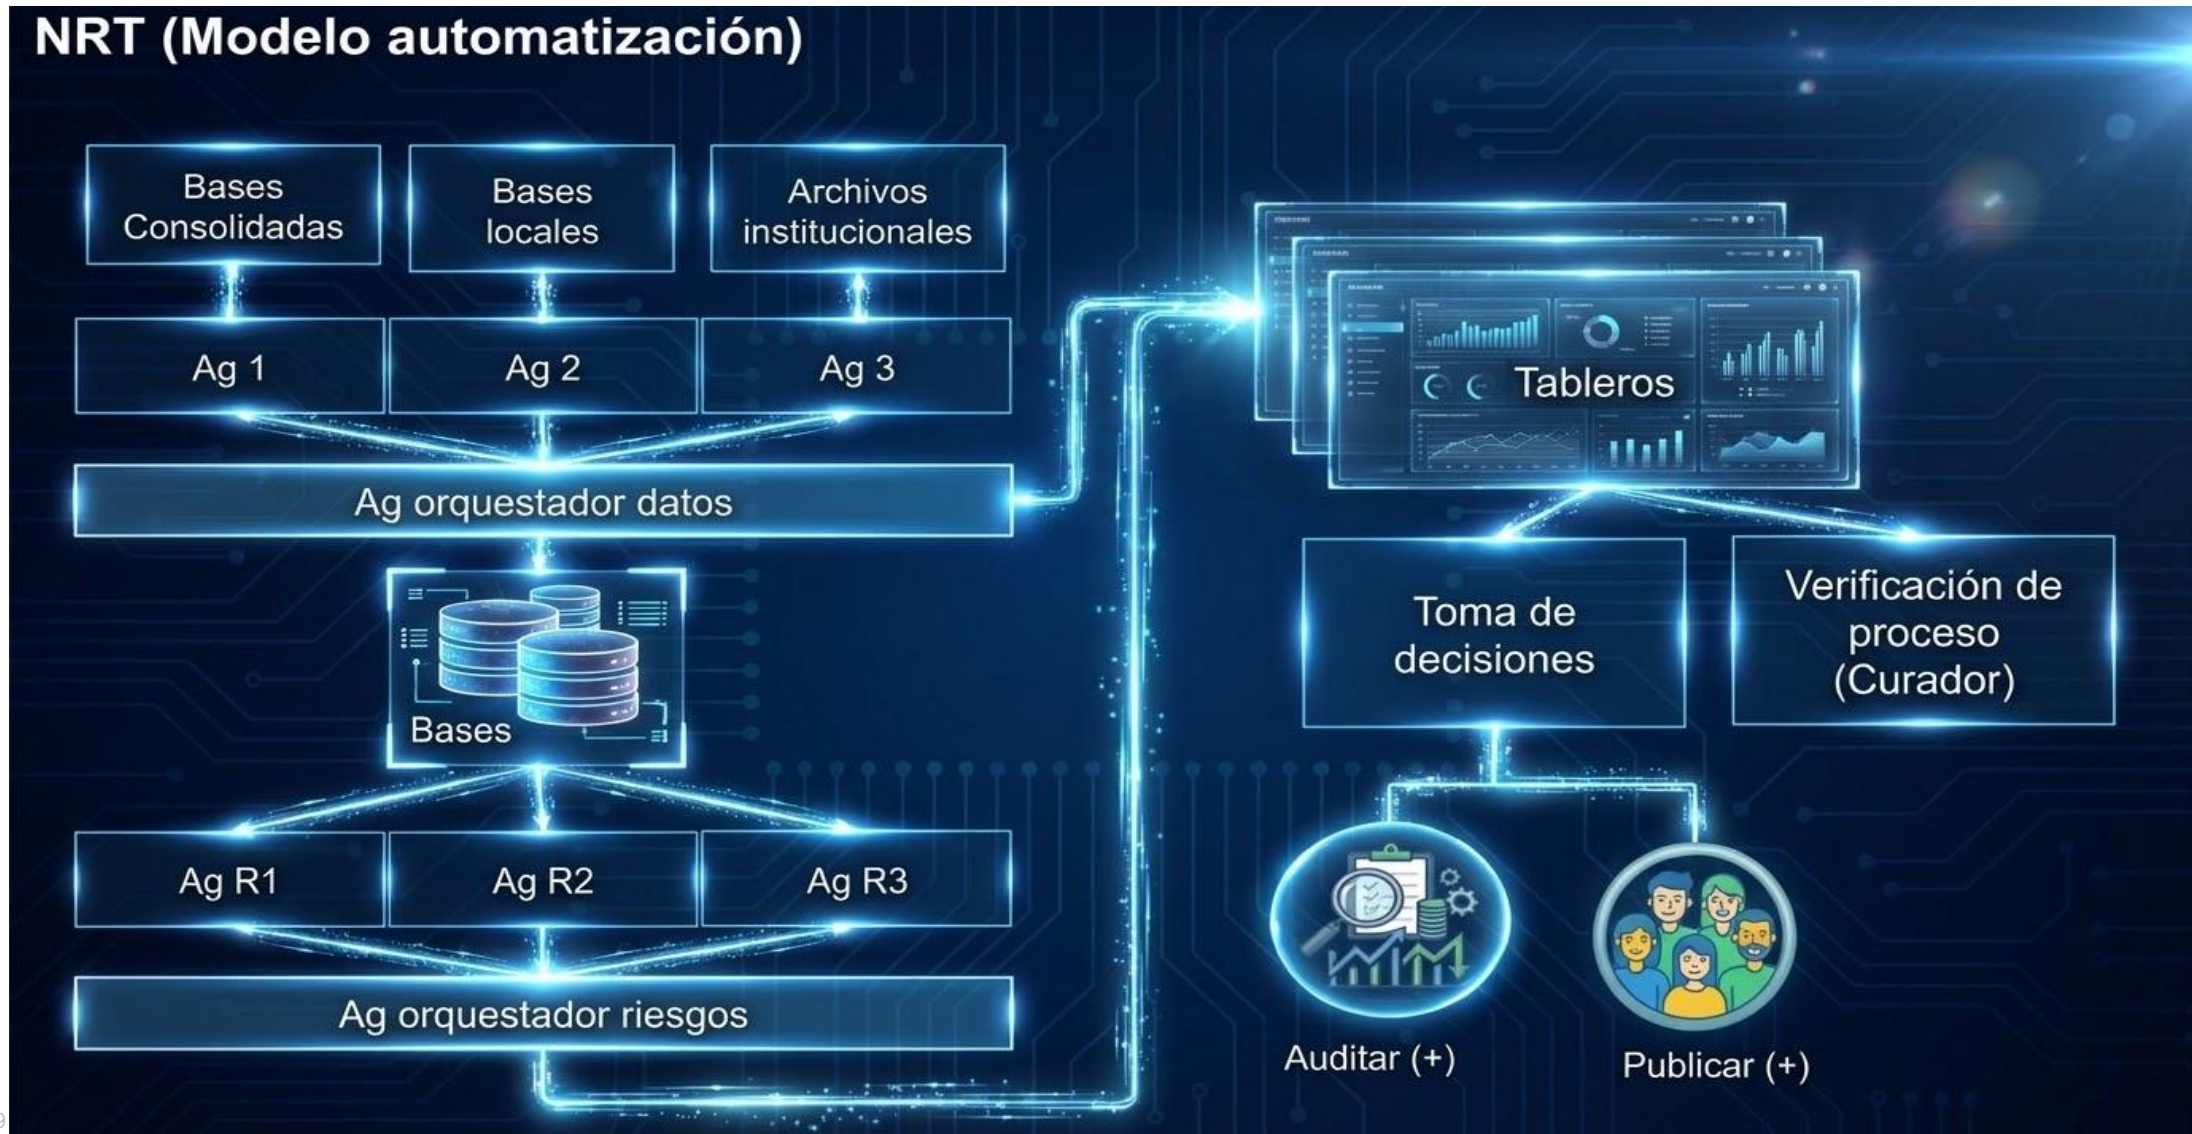 NRT (Modelo automatización)
Bases
Consolidadas
Bases
locales
Archivos
institucionales
Ag 1
Ag 2
Ag 3
Ag orquestador datos
Bases
Ag R1
Ag R2
Ag R3
Ag orquestador riesgos
Tableros
Toma de
decisiones
Verificación de
proceso
(Curador)
Auditar (+)
Publicar (+)
9